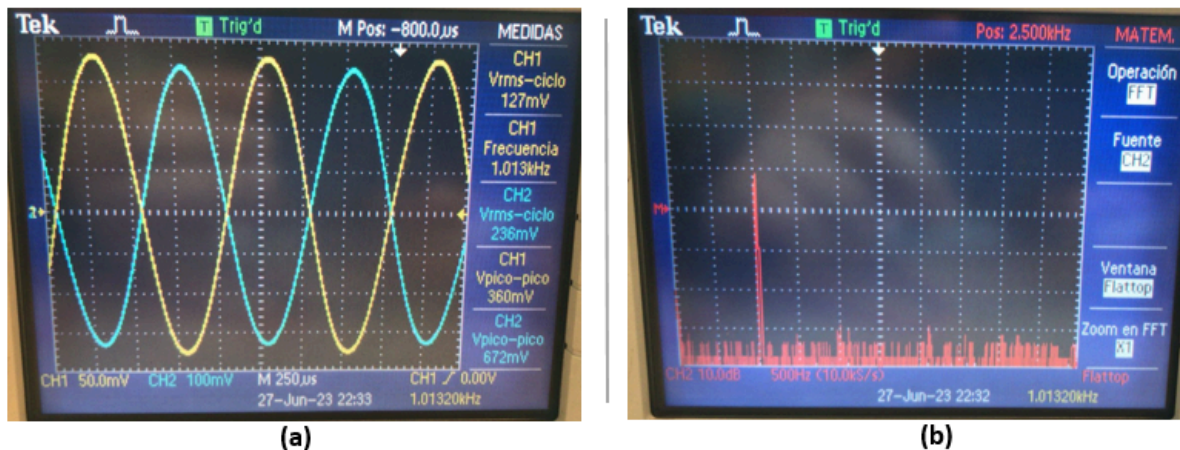 Tek
T Trig'd
M Pos: -800.0µs
MEDIDAS
CH1
Vrms-ciclo
127mV
CH1
Frecuencia
1.013kHz
CH2
Vrms-ciclo
236mV
CH1
Vpico-pico
360mV
CH2
Vpico-pico
672mV
2
CH1 50.0mV CH2 100mV M 250µs CH1 0.00V
27-Jun-23 22:33
1.01320kHz
(a)
Tek
T Trig'd
Pos: 2.500kHz
MATEM.
Operación
FFT
Fuente
CH2
Ventana
Flattop
Zoom en FFT
X1
M
CH2 10.0dB 500Hz (10.0kS/s) Flattop
27-Jun-23 22:32
1.01320kHz
(b)